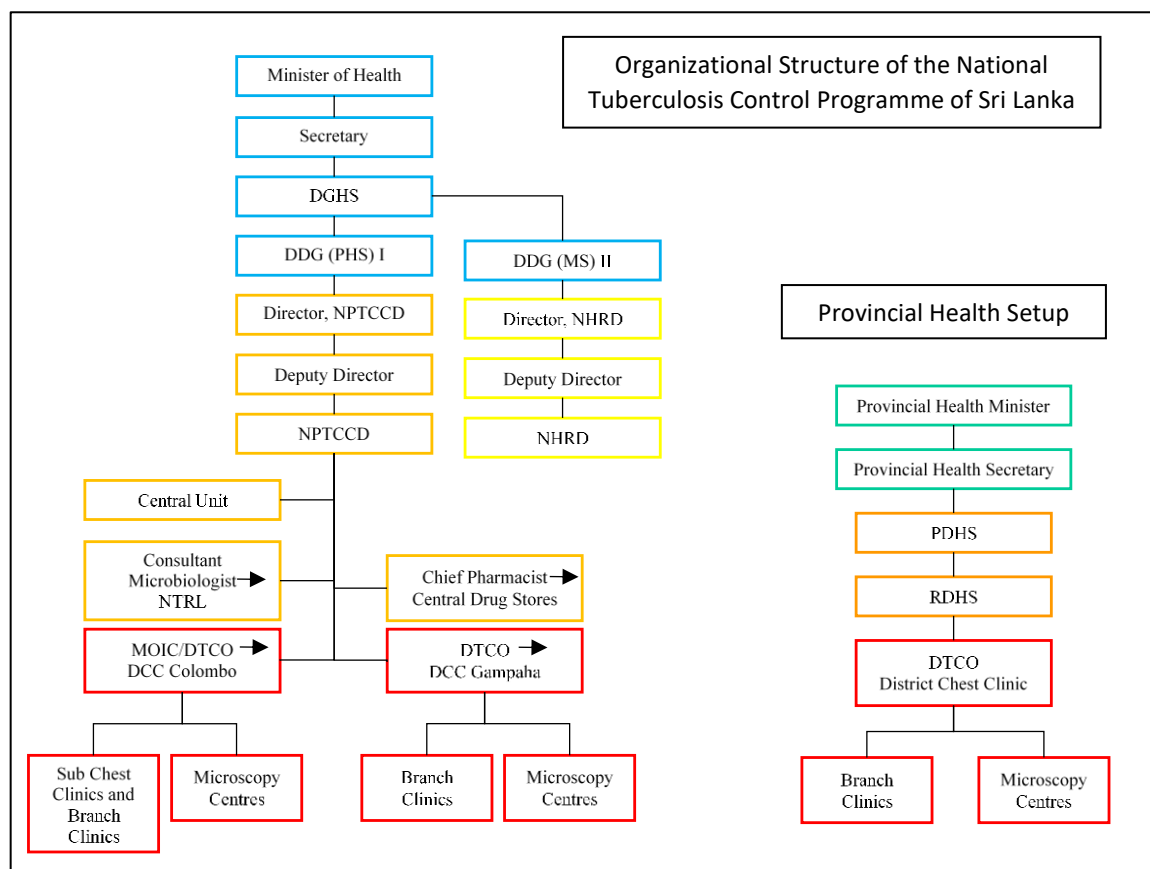 Organizational Structure of the National
Tuberculosis Control Programme of Sri Lanka
Minister of Health
Secretary
DGHS
DDG (PHS) I
DDG (MS) II
Director, NPTCCD
Director, NHRD
Deputy Director
Deputy Director
NPTCCD
NHRD
Central Unit
Consultant
Microbiologist
NTRL
Chief Pharmacist
Central Drug Stores
MOIC/DTCO
DCC Colombo
DTCO
DCC Gampaha
Sub Chest
Clinics and
Branch
Clinics
Microscopy
Centres
Branch
Clinics
Microscopy
Centres
Provincial Health Setup
Provincial Health Minister
Provincial Health Secretary
PDHS
RDHS
DTCO
District Chest Clinic
Branch
Clinics
Microscopy
Centres